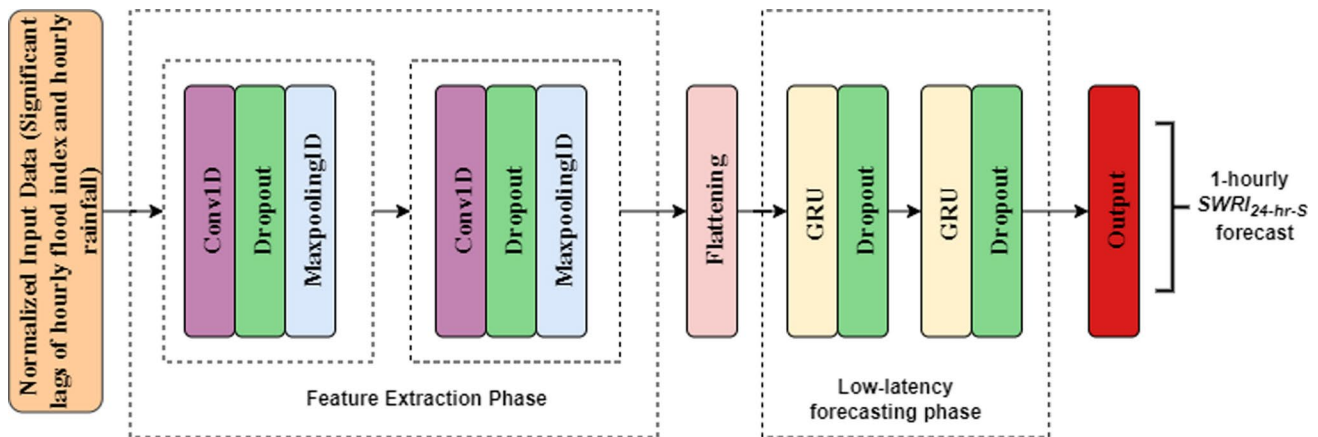 Normalized Input Data (Significant
lags of hourly flood index and hourly
rainfall)
Conv1D
Dropout
MaxpoolingID
Conv1D
Dropout
MaxpoolingID
Feature Extraction Phase
Flattening
GRU
Dropout
GRU
Dropout
Low-latency
forecasting phase
Output
1-hourly
SWRI24-hr-S
forecast